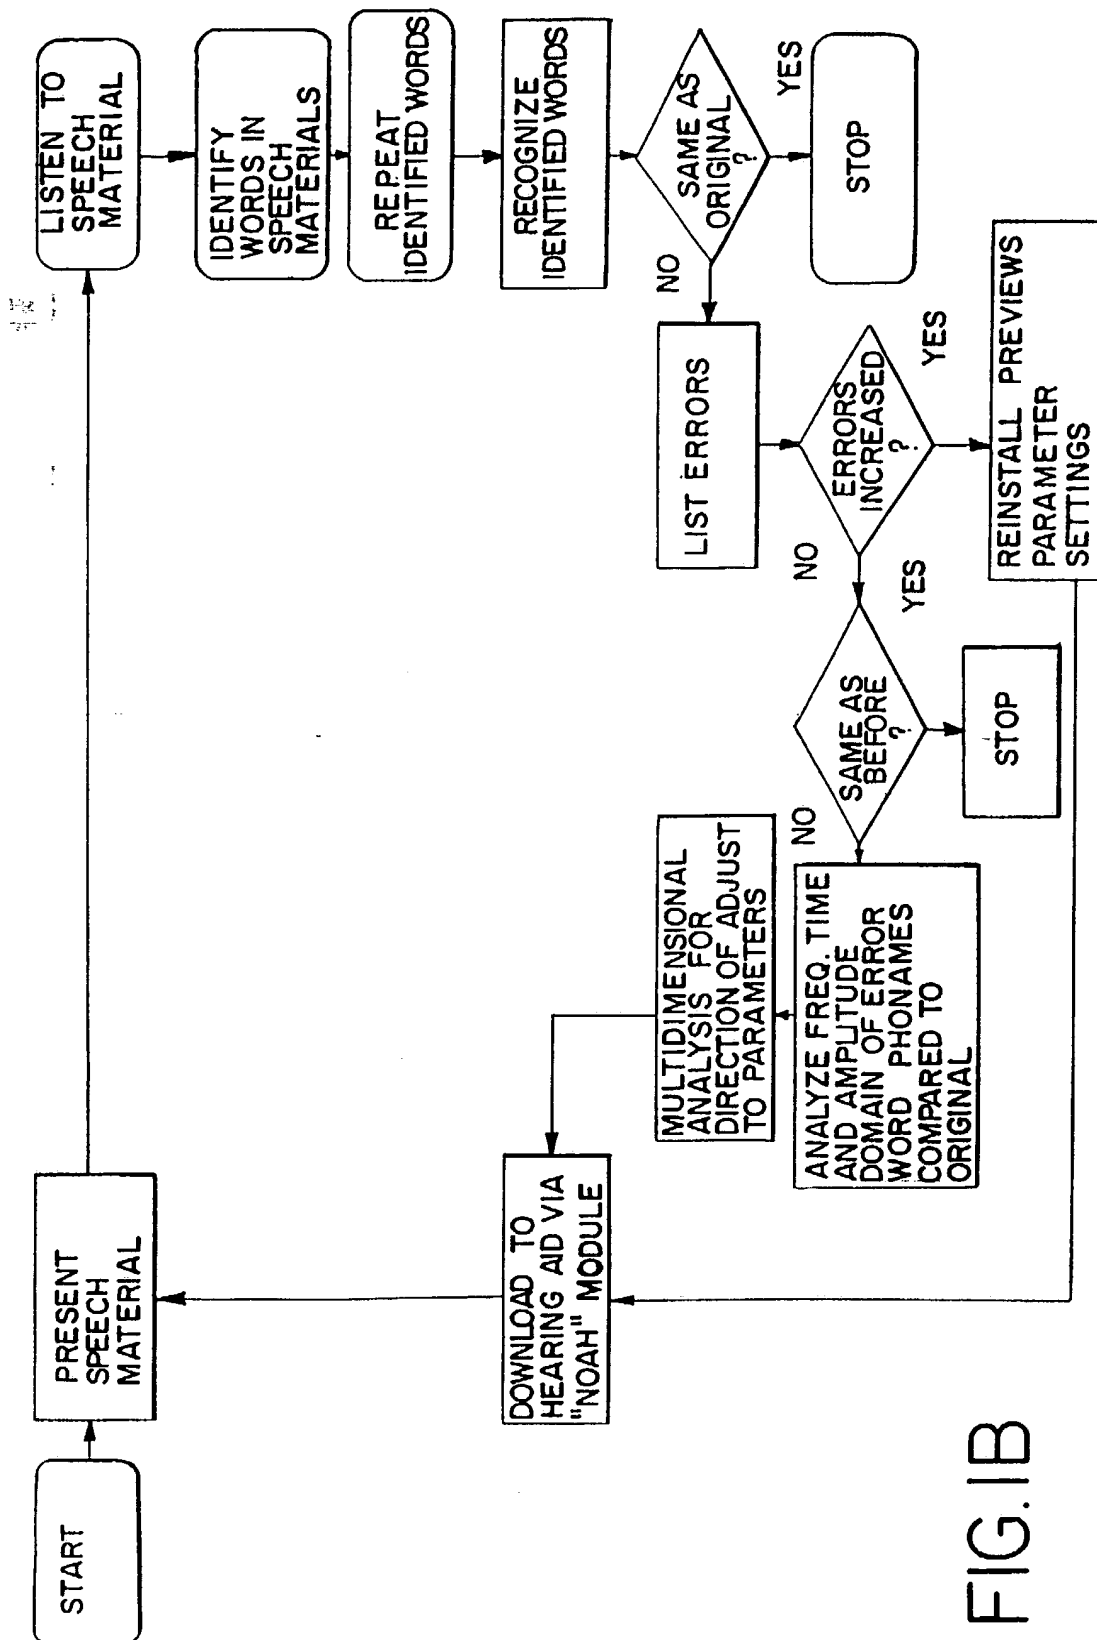 START
PRESENT
SPEECH
MATERIAL
LISTEN TO
SPEECH
MATERIAL
IDENTIFY
WORDS IN
SPEECH
MATERIALS
REPEAT
IDENTIFIED WORDS
RECOGNIZE
IDENTIFIED WORDS
SAME AS
ORIGINAL
?
YES
STOP
NO
LIST ERRORS
ERRORS
INCREASED
?
YES
REINSTALL PREVIEWS
PARAMETER
SETTINGS
NO
SAME AS
BEFORE
?
YES
STOP
NO
ANALYZE FREQ. TIME
AND AMPLITUDE
DOMAIN OF ERROR
WORD PHONAMES
COMPARED TO
ORIGINAL
MULTIDIMENSIONAL
ANALYSIS FOR
DIRECTION OF ADJUST
TO PARAMETERS
DOWNLOAD TO
HEARING AID VIA
"NOAH" MODULE
FIG. 1B